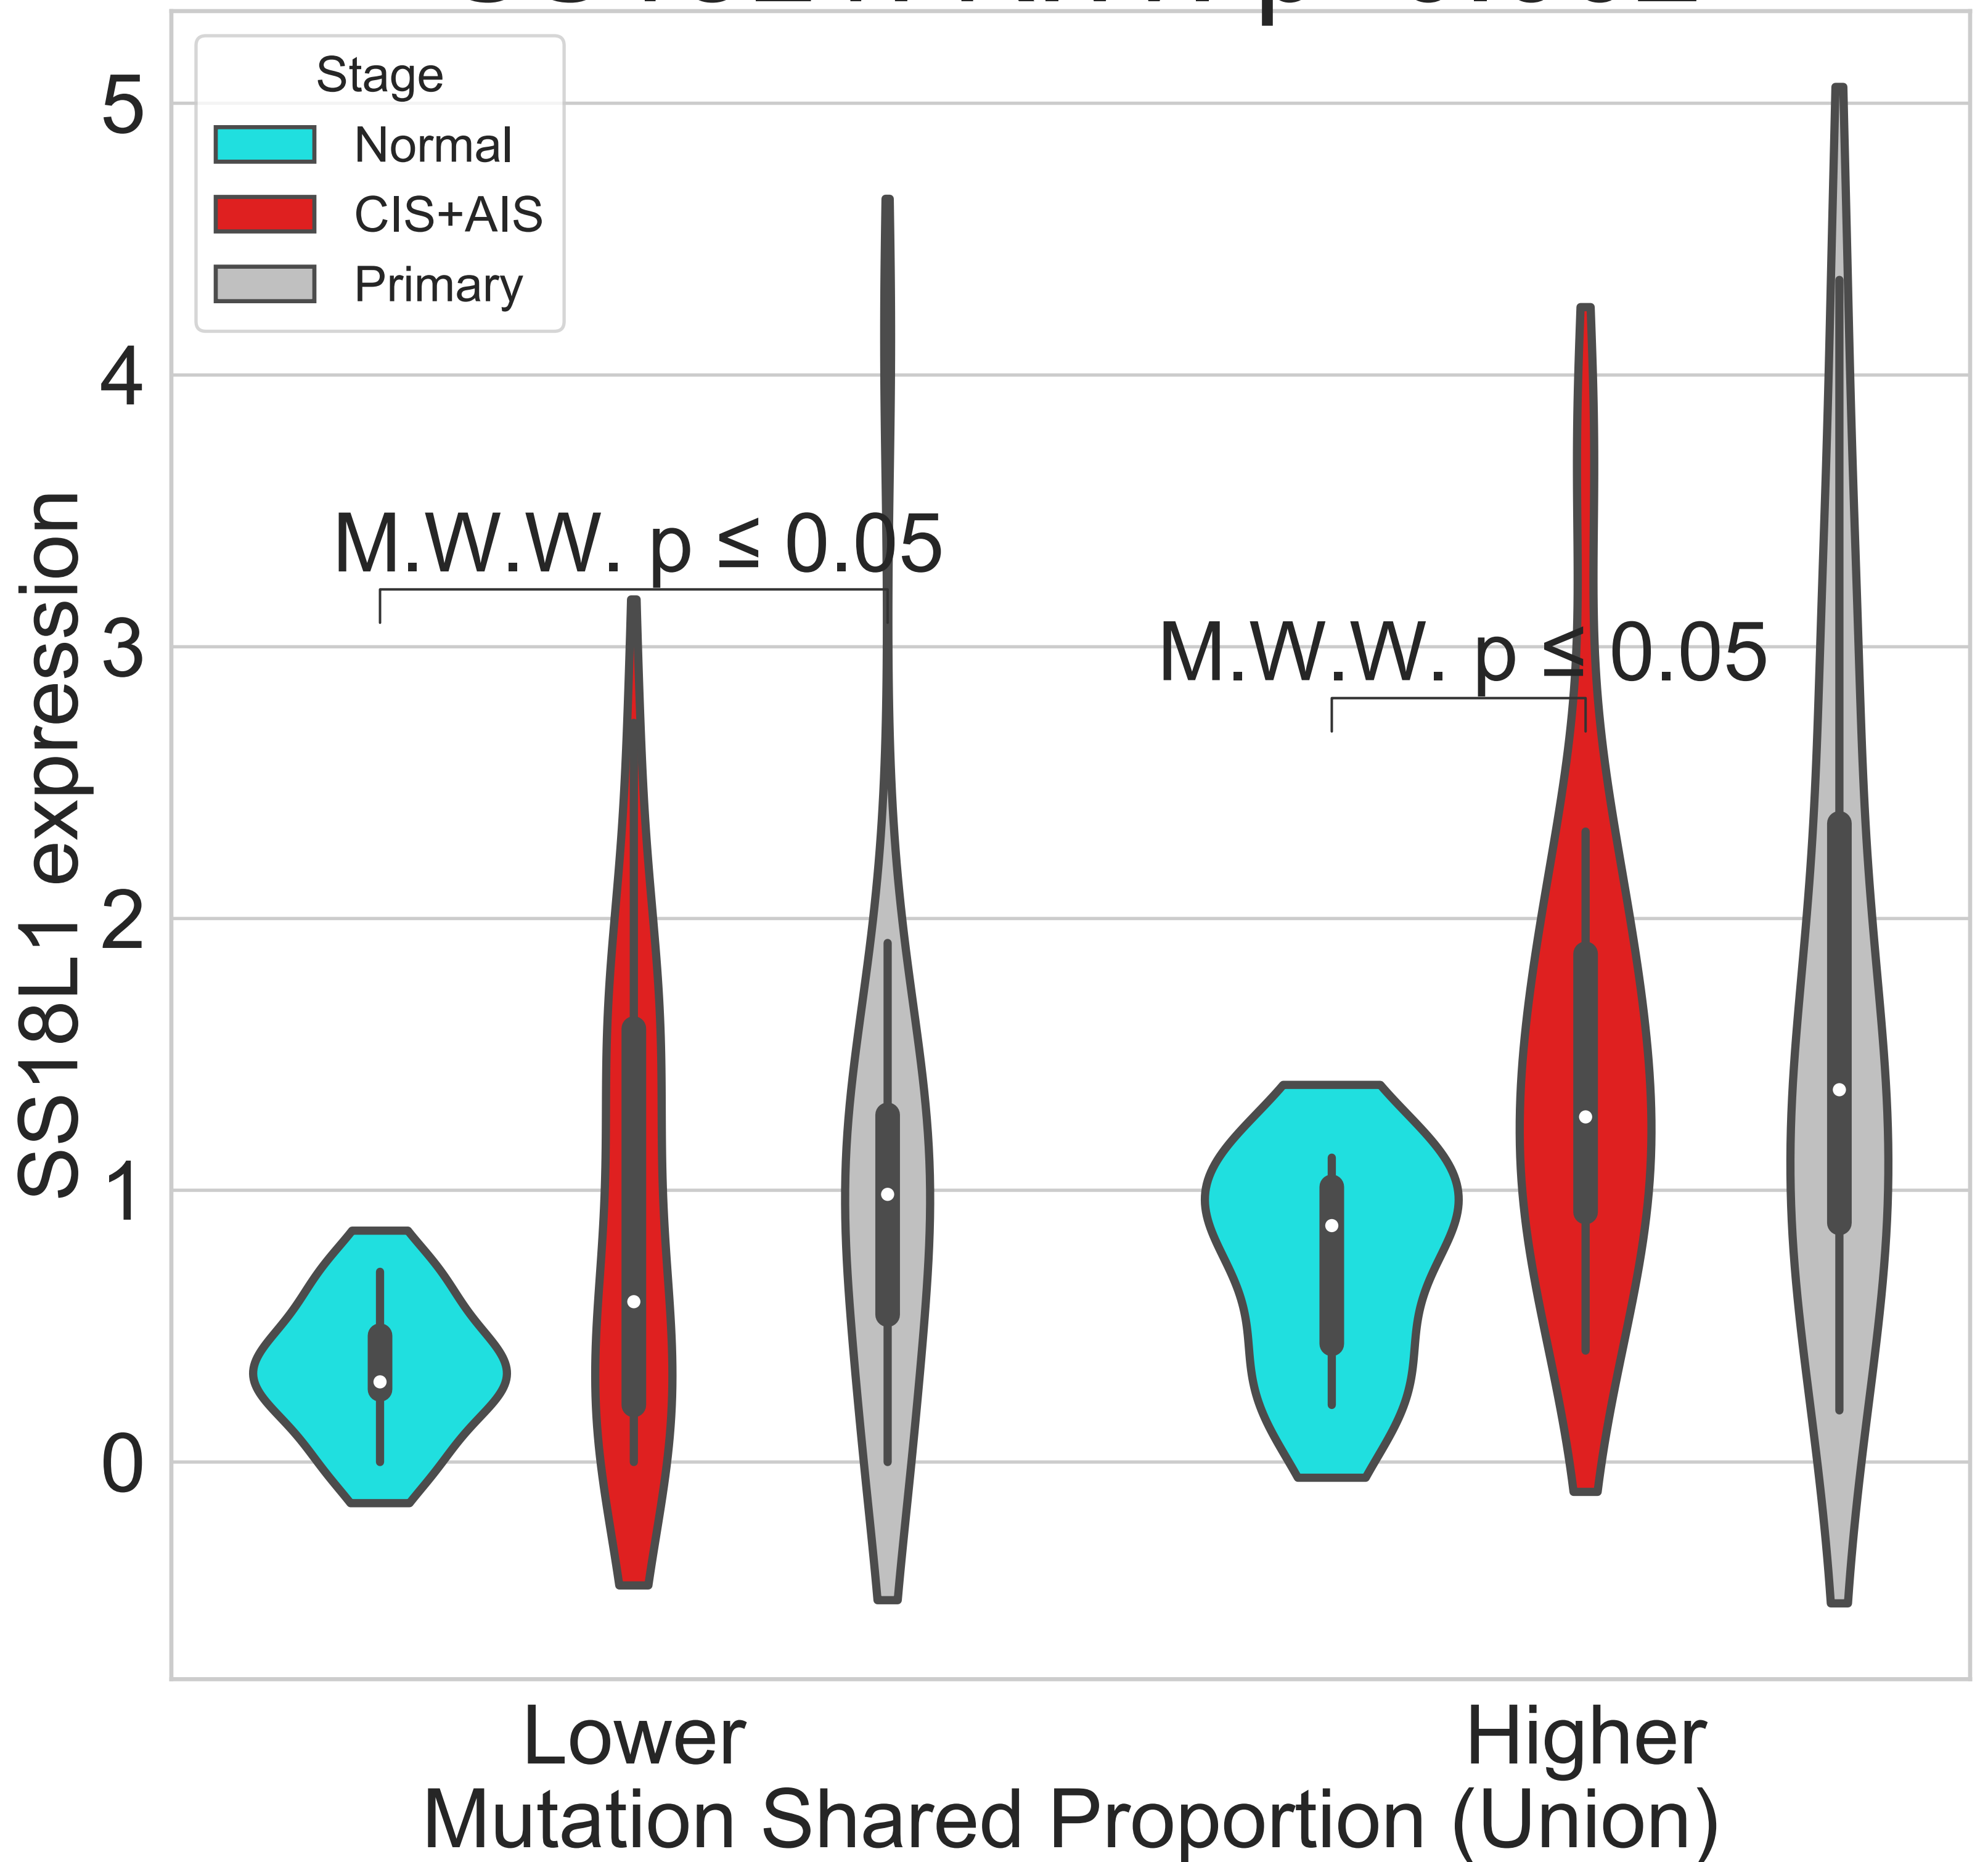 Stage
Normal
CIS+AIS
Primary
5
4
3
2
1
0
SS18L1 expression
M.W.W. p ≤ 0.05
M.W.W. p ≤ 0.05
Lower
Higher
Mutation Shared Proportion (Union)